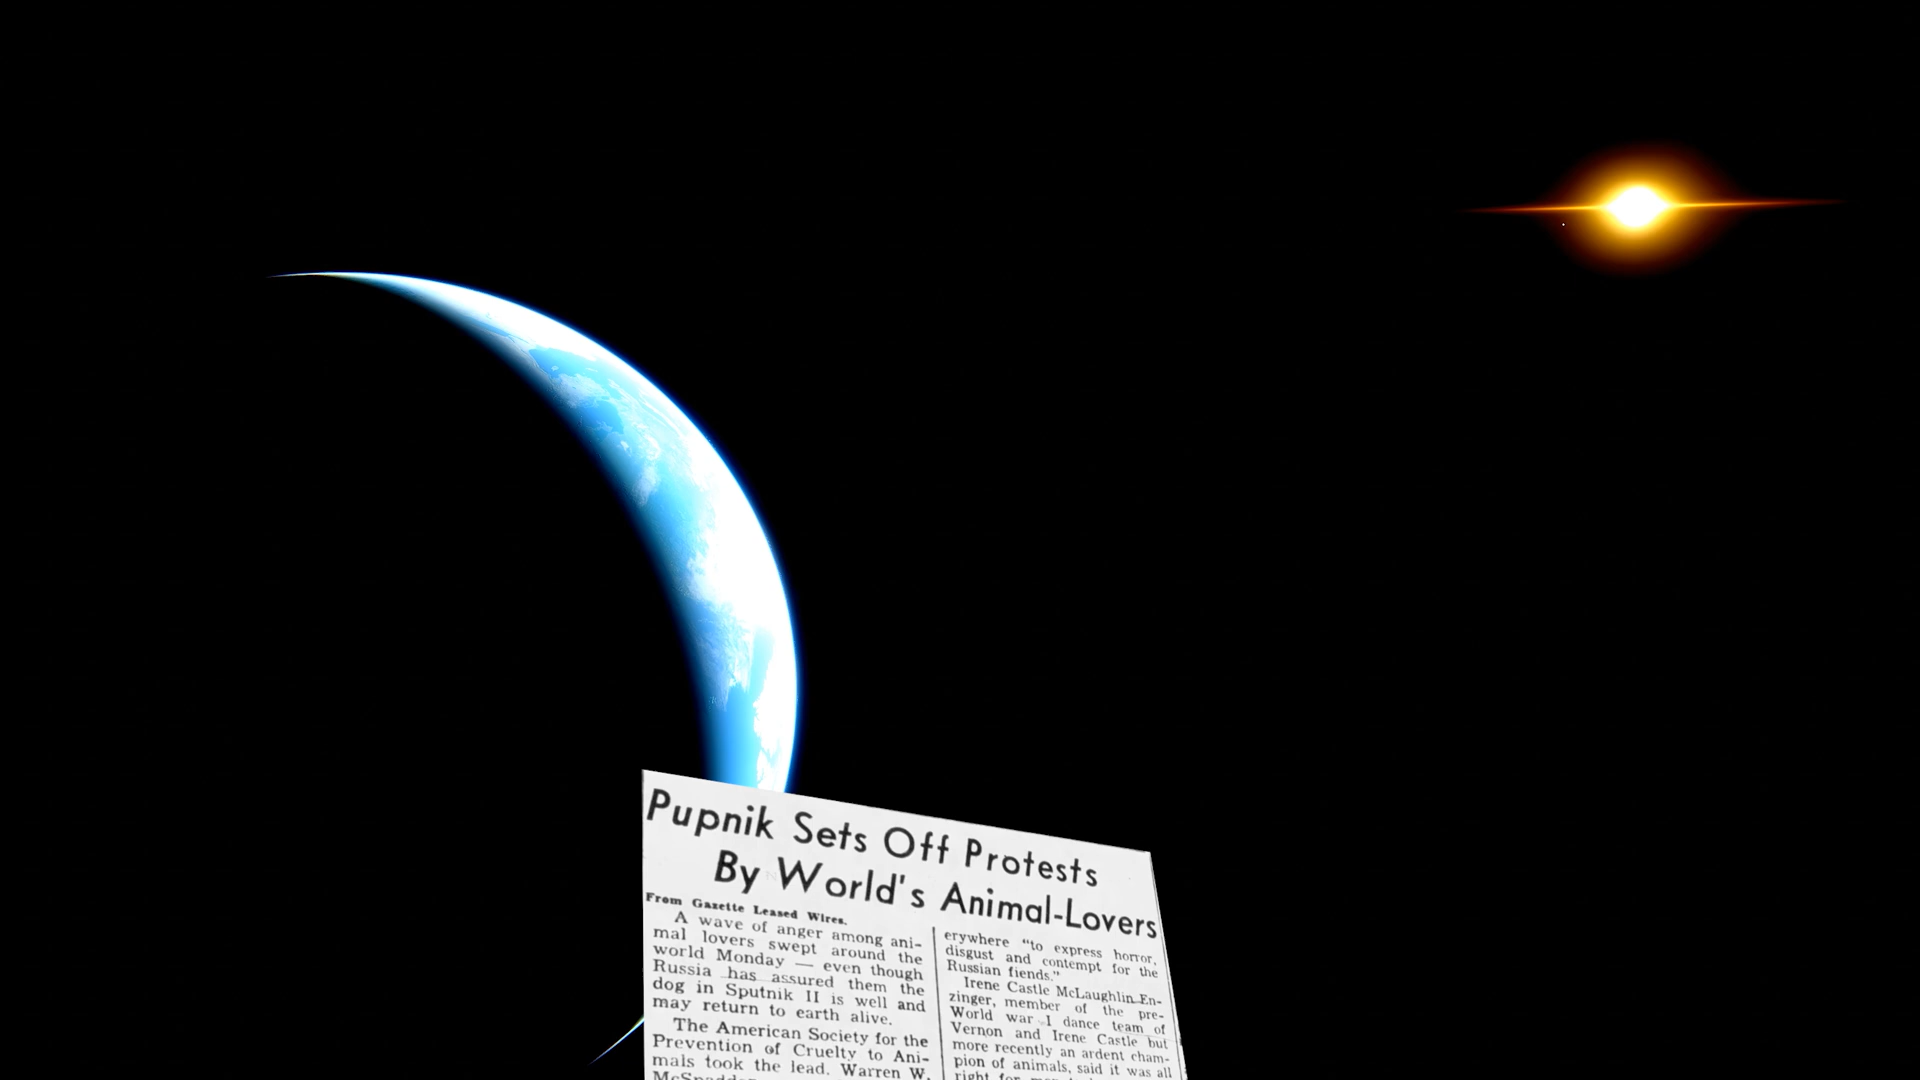 Pupnik Sets Off Protests
By World's Animal-Lovers
From Gazette Leased Wires.
A wave of anger among ani-
mal lovers swept around the
world Monday — even though
Russia has assured them the
dog in Sputnik II is well and
may return to earth alive.
The American Society for the
Prevention of Cruelty to Ani-
mals took the lead. Warren W.
erywhere "to express horror,
disgust and contempt for the
Russian fiends."
Irene Castle McLaughlin En-
zinger, member of the pre-
World war 1 dance team of
Vernon and Irene Castle but
more recently an ardent cham-
pion of animals, said it was all
right for